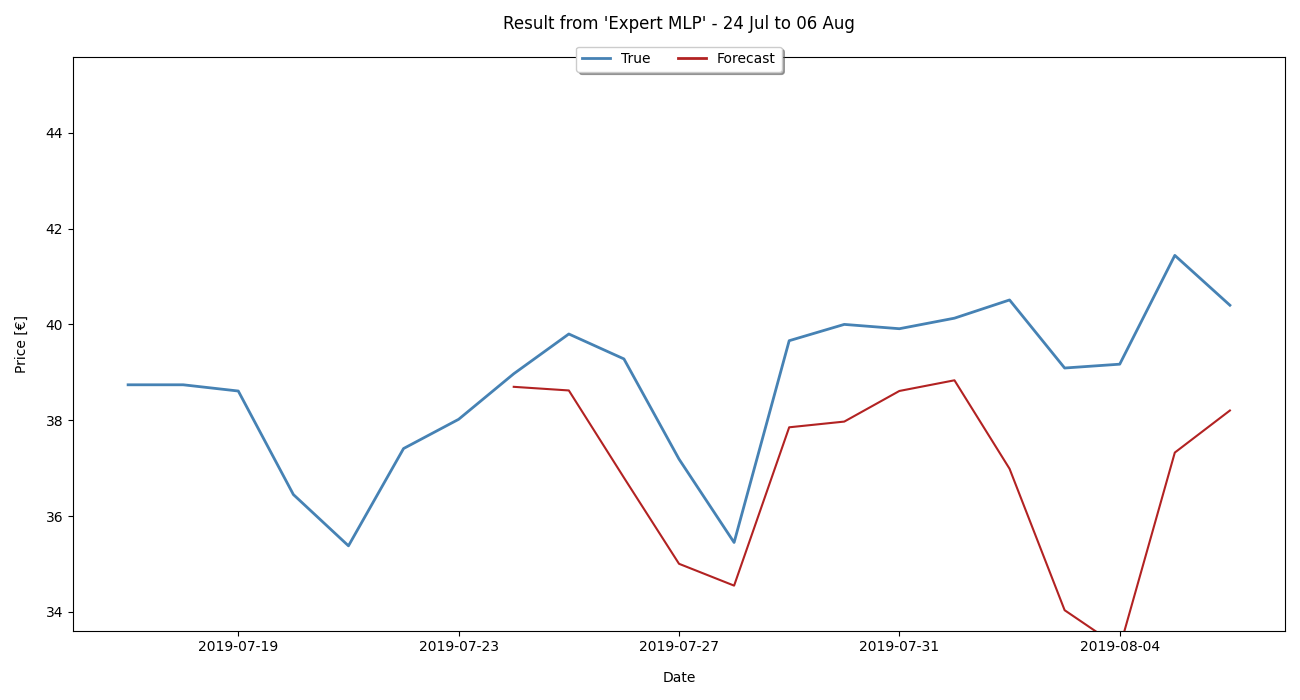 Result from 'Expert MLP' - 24 Jul to 06 Aug
True Forecast
Price [€]
44
42
40
38
36
34
2019-07-19 2019-07-23 2019-07-27 2019-07-31 2019-08-04
Date